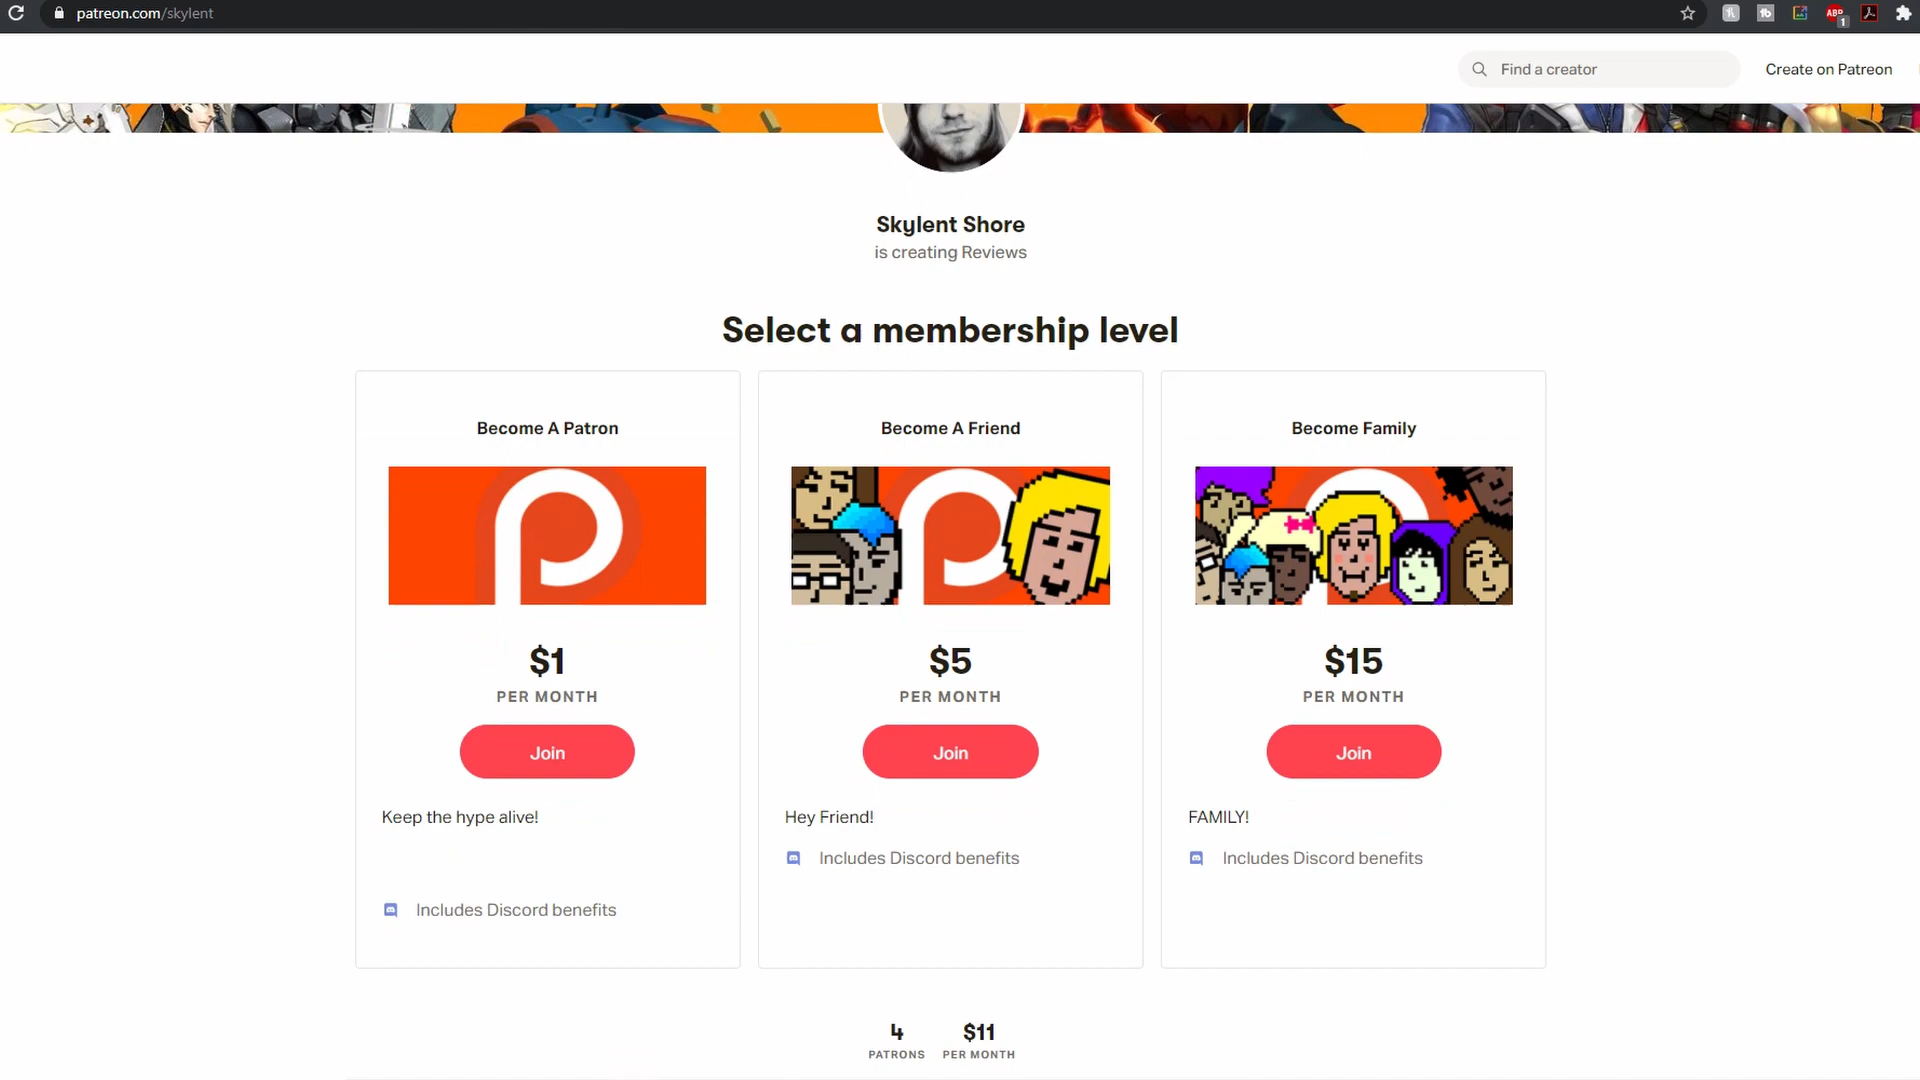 patreon.com/skylent
ABP
1
Find a creator
Create on Patreon
Skylent Shore
is creating Reviews
Select a membership level
Become A Patron
Become A Friend
Become Family
$1
PER MONTH
Join
Keep the hype alive!
Includes Discord benefits
$5
PER MONTH
Join
Hey Friend!
Includes Discord benefits
$15
PER MONTH
Join
FAMILY!
Includes Discord benefits
4
PATRONS
$11
PER MONTH